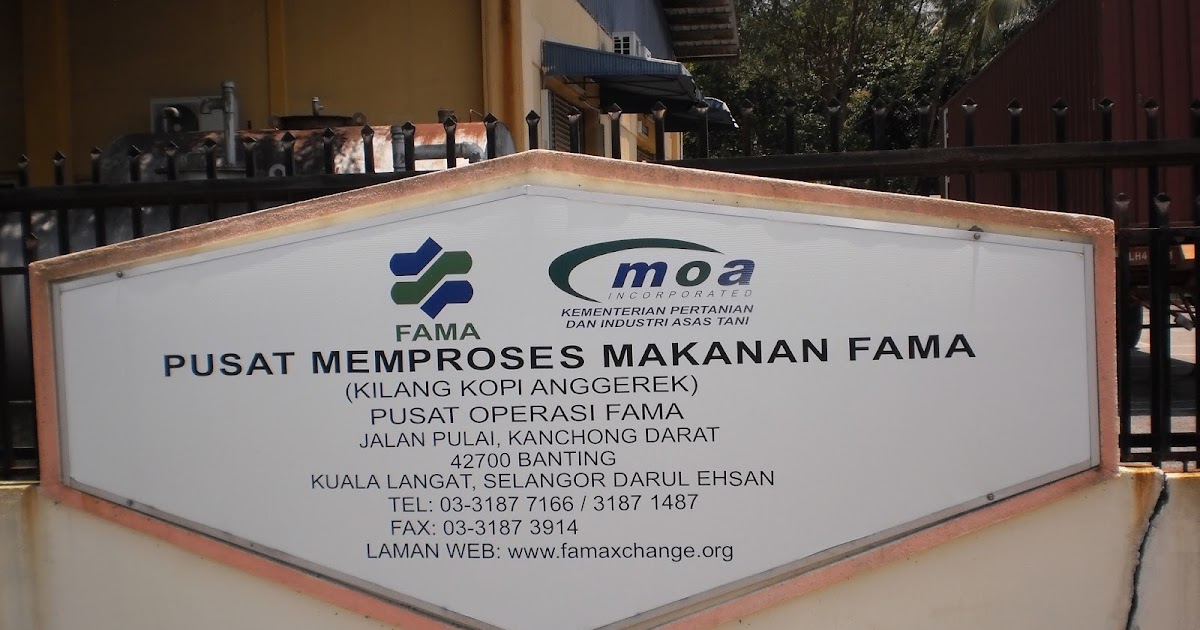 FAMA
moa
INCORPORATED
KEMENTERIAN PERTANIAN
DAN INDUSTRI ASAS TANI
PUSAT MEMPROSES MAKANAN FAMA
(KILANG KOPI ANGGEREK)
PUSAT OPERASI FAMA
JALAN PULAI, KANCHONG DARAT
42700 BANTING
KUALA LANGAT, SELANGOR DARUL EHSAN
TEL: 03-3187 7166 / 3187 1487
FAX: 03-3187 3914
LAMAN WEB: www.famaxchange.org